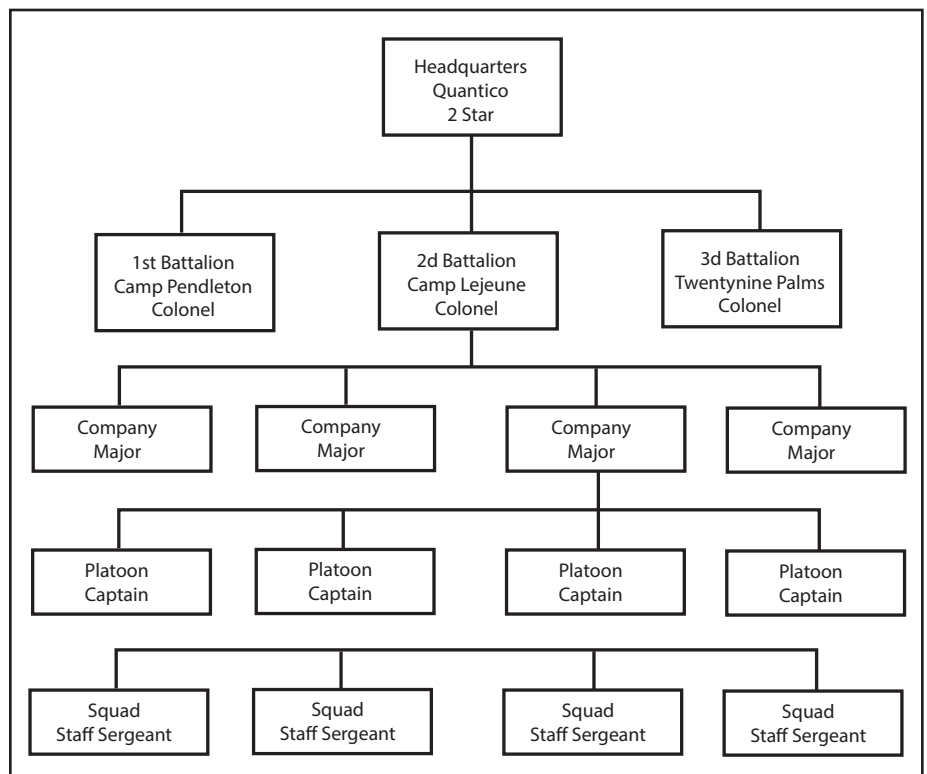 Headquarters
Quantico
2 Star
1st Battalion
Camp Pendleton
Colonel
2d Battalion
Camp Lejeune
Colonel
3d Battalion
Twentynine Palms
Colonel
Company
Major
Company
Major
Company
Major
Company
Major
Platoon
Captain
Platoon
Captain
Platoon
Captain
Platoon
Captain
Squad
Staff Sergeant
Squad
Staff Sergeant
Squad
Staff Sergeant
Squad
Staff Sergeant